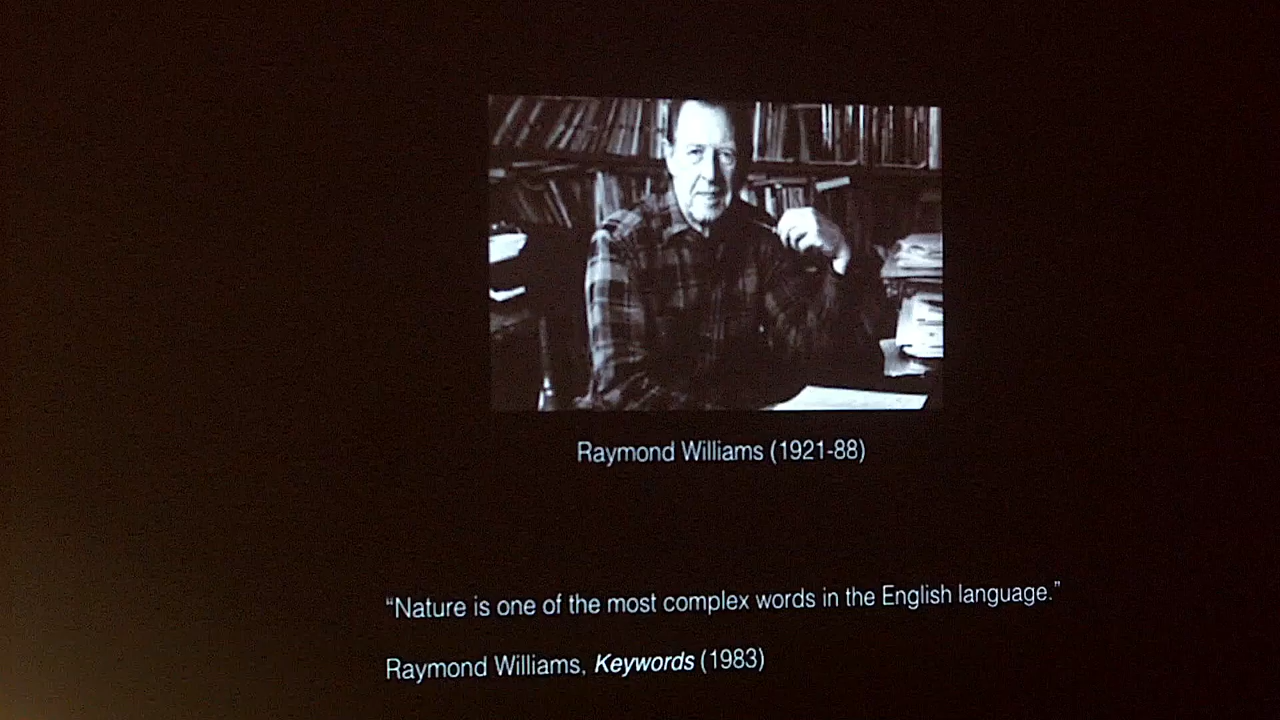 Raymond Williams (1921-88)
“Nature is one of the most complex words in the English language.”
Raymond Williams, Keywords (1983)